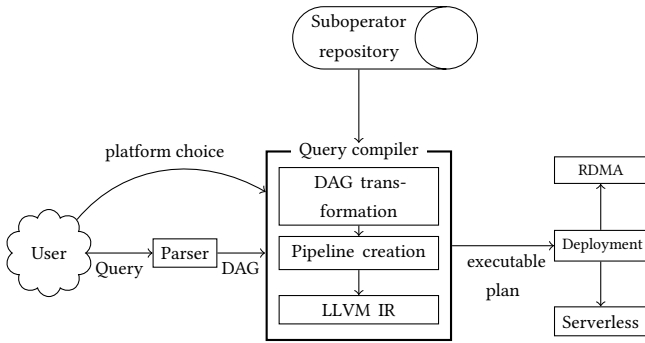 Suboperator
repository
platform choice
Query compiler
DAG trans-
formation
RDMA
User
Query
Parser
DAG
Pipeline creation
executable
plan
Deployment
LLVM IR
Serverless